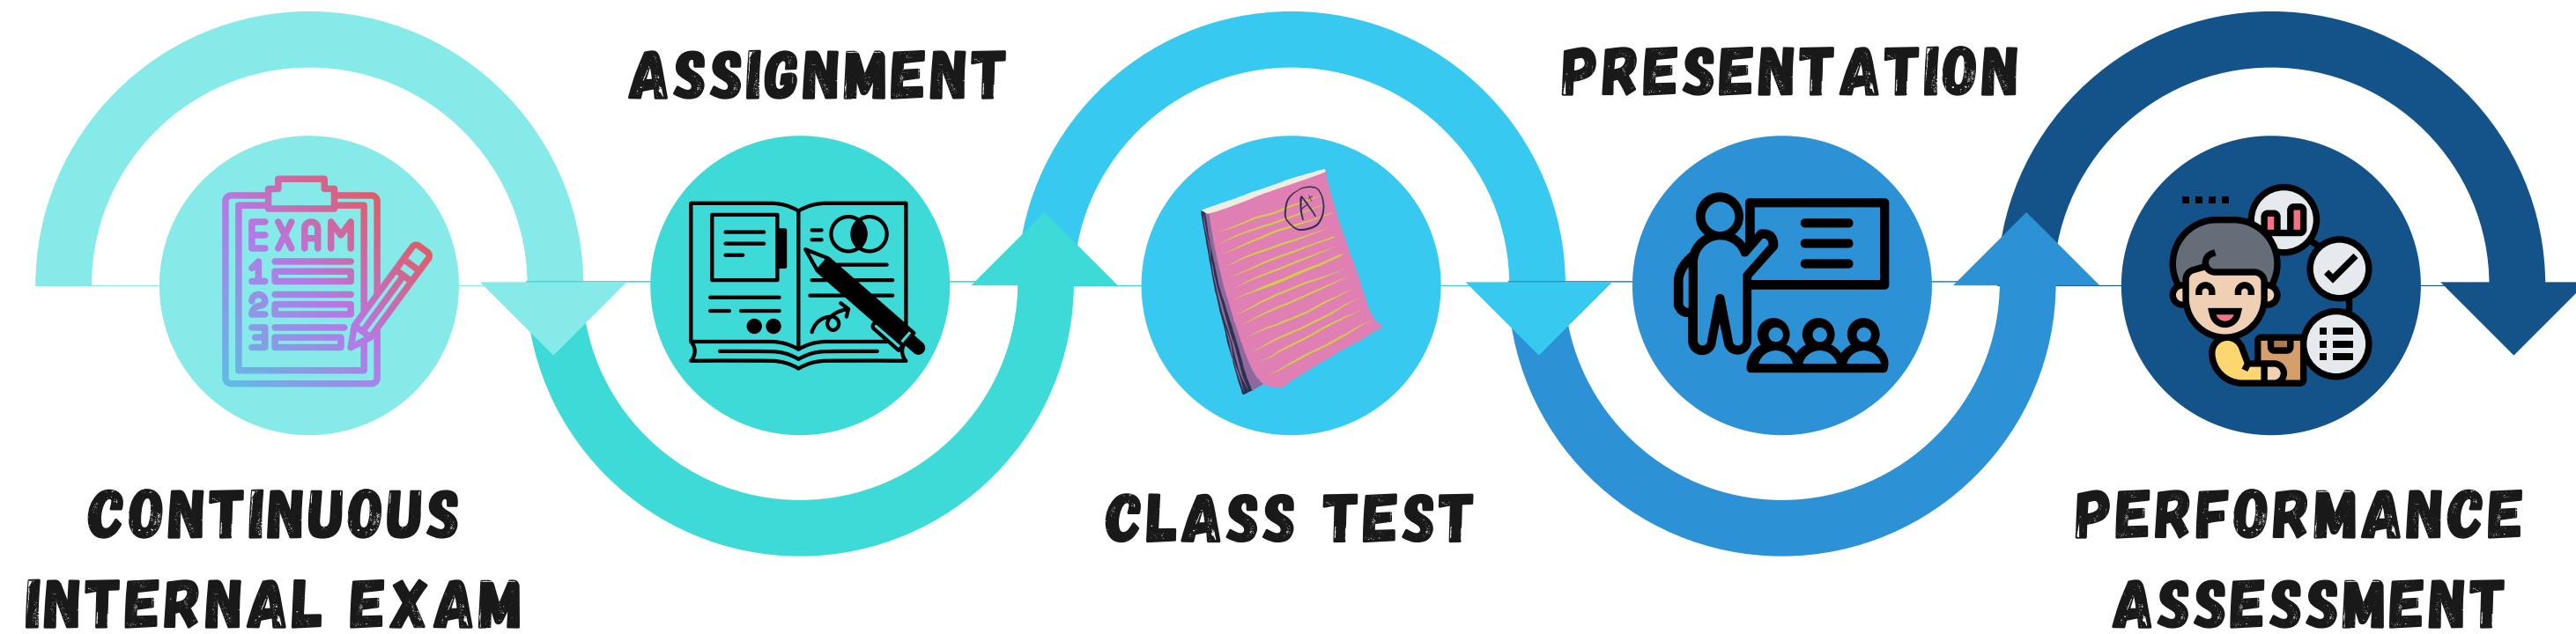 CONTINUOUS
INTERNAL EXAM
EXAM
1
2
3
ASSIGNMENT
CLASS TEST
A+
PRESENTATION
PERFORMANCE
ASSESSMENT